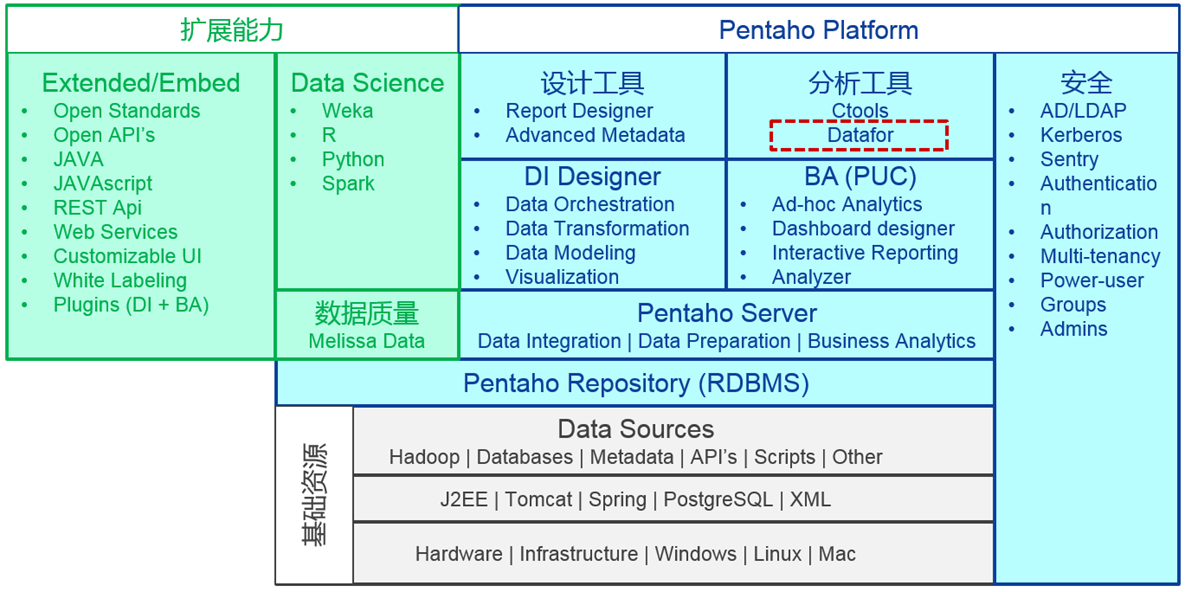 扩展能力
Pentaho Platform
Extended/Embed
• Open Standards
• Open API's
• JAVA
• JAVAscript
• REST Api
• Web Services
• Customizable UI
• White Labeling
• Plugins (DI + BA)
Data Science
• Weka
• R
• Python
• Spark
数据质量
Melissa Data
设计工具
• Report Designer
• Advanced Metadata
分析工具
Ctools
Datafor
DI Designer
• Data Orchestration
• Data Transformation
• Data Modeling
• Visualization
BA (PUC)
• Ad-hoc Analytics
• Dashboard designer
• Interactive Reporting
• Analyzer
Pentaho Server
Data Integration | Data Preparation | Business Analytics
安全
• AD/LDAP
• Kerberos
• Sentry
• Authenticatio
n
• Authorization
• Multi-tenancy
• Power-user
• Groups
• Admins
Pentaho Repository (RDBMS)
基础资源
Data Sources
Hadoop | Databases | Metadata | API's | Scripts | Other
J2EE | Tomcat | Spring | PostgreSQL | XML
Hardware | Infrastructure | Windows | Linux | Mac